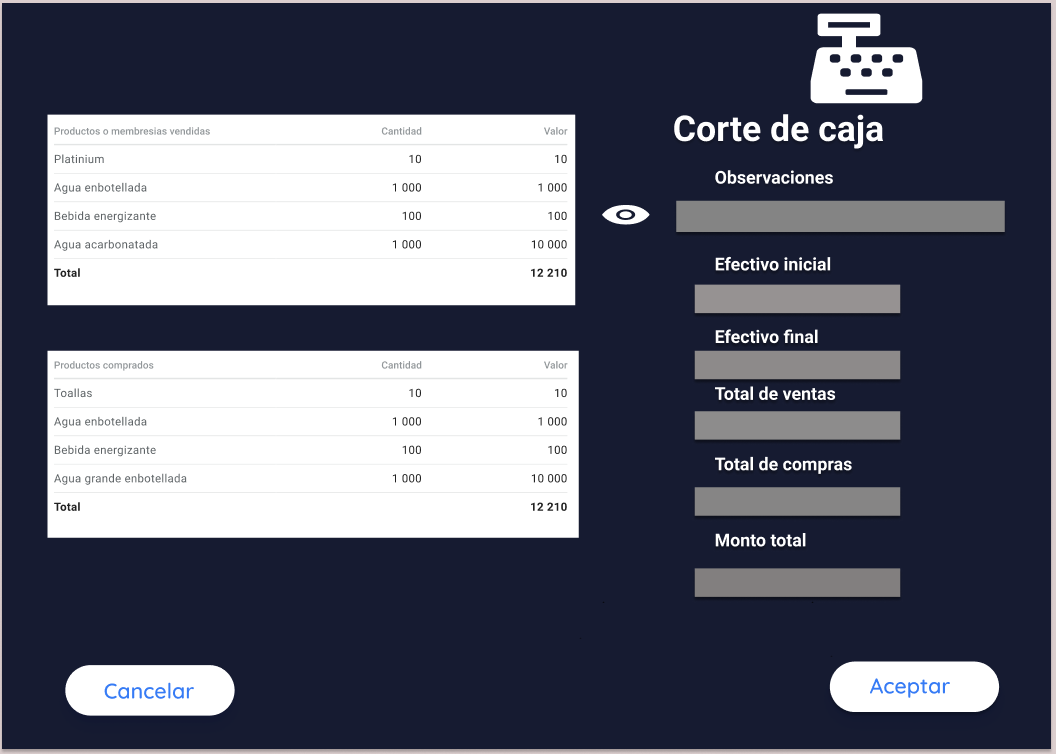 Productos o membresias vendidas Cantidad Valor
Platinium 10 10
Agua enbotellada 1 000 1 000
Bebida energizante 100 100
Agua acarbonatada 1 000 10 000
Total 12 210
Productos comprados Cantidad Valor
Toallas 10 10
Agua enbotellada 1 000 1 000
Bebida energizante 100 100
Agua grande enbotellada 1 000 10 000
Total 12 210
Corte de caja
Observaciones
Efectivo inicial
Efectivo final
Total de ventas
Total de compras
Monto total
Cancelar
Aceptar